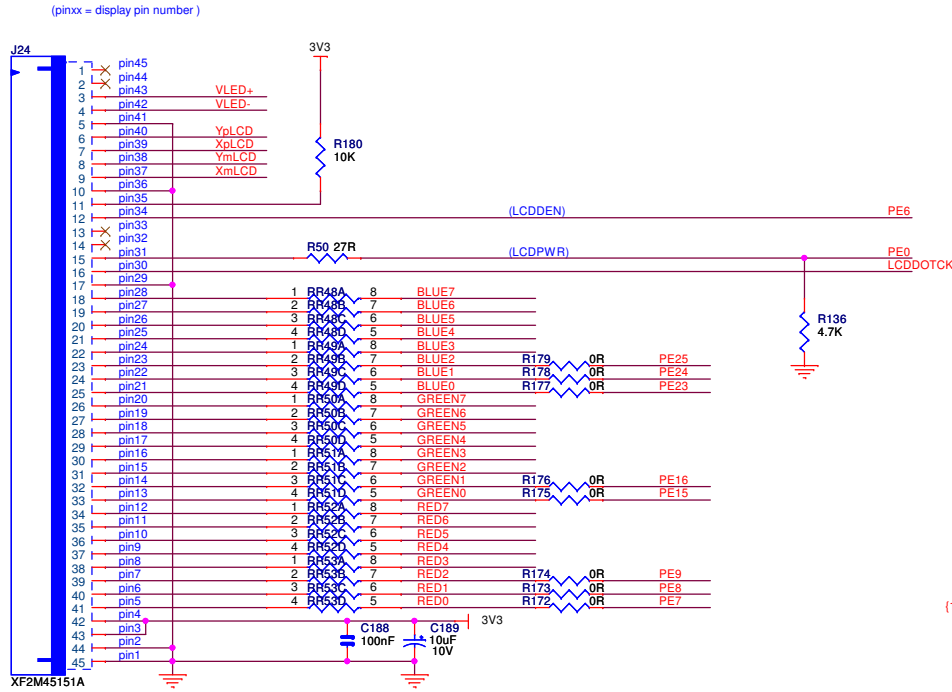 (pinxx = display pin number )
J24
3V3
1 pin45
2 pin44
3 pin43 VLED+
4 pin42 VLED-
5 pin41
6 pin40 YpLCD
7 pin39 XpLCD
8 pin38 YmLCD
9 pin37 XmLCD
R180
10K
10 pin36
11 pin35
12 pin34 (LCDDEN) PE6
13 pin33
14 pin32
15 pin31 R50 27R (LCDPWR) PE0
16 pin30 LCDDOTCK
17 pin29
18 pin28 1 RR48A 8 BLUE7
19 pin27 2 RR48B 7 BLUE6
20 pin26 3 RR48C 6 BLUE5
21 pin25 4 RR48D 5 BLUE4
R136
4.7K
22 pin24 1 RR49A 8 BLUE3
23 pin23 2 RR49B 7 BLUE2 R179 0R PE25
24 pin22 3 RR49C 6 BLUE1 R178 0R PE24
25 pin21 4 RR49D 5 BLUE0 R177 0R PE23
26 pin20 1 RR50A 8 GREEN7
27 pin19 2 RR50B 7 GREEN6
28 pin18 3 RR50C 6 GREEN5
29 pin17 4 RR50D 5 GREEN4
30 pin16 1 RR51A 8 GREEN3
31 pin15 2 RR51B 7 GREEN2
32 pin14 3 RR51C 6 GREEN1 R176 0R PE16
33 pin13 4 RR51D 5 GREEN0 R175 0R PE15
34 pin12 1 RR52A 8 RED7
35 pin11 2 RR52B 7 RED6
36 pin10 3 RR52C 6 RED5
37 pin9 4 RR52D 5 RED4
38 pin8 1 RR53A 8 RED3
39 pin7 2 RR53B 7 RED2 R174 0R PE9
40 pin6 3 RR53C 6 RED1 R173 0R PE8
41 pin5 4 RR53D 5 RED0 R172 0R PE7
42 pin4 3V3
43 pin3
44 pin2
45 pin1
C188
100nF
C189
10uF
10V
XF2M45151A